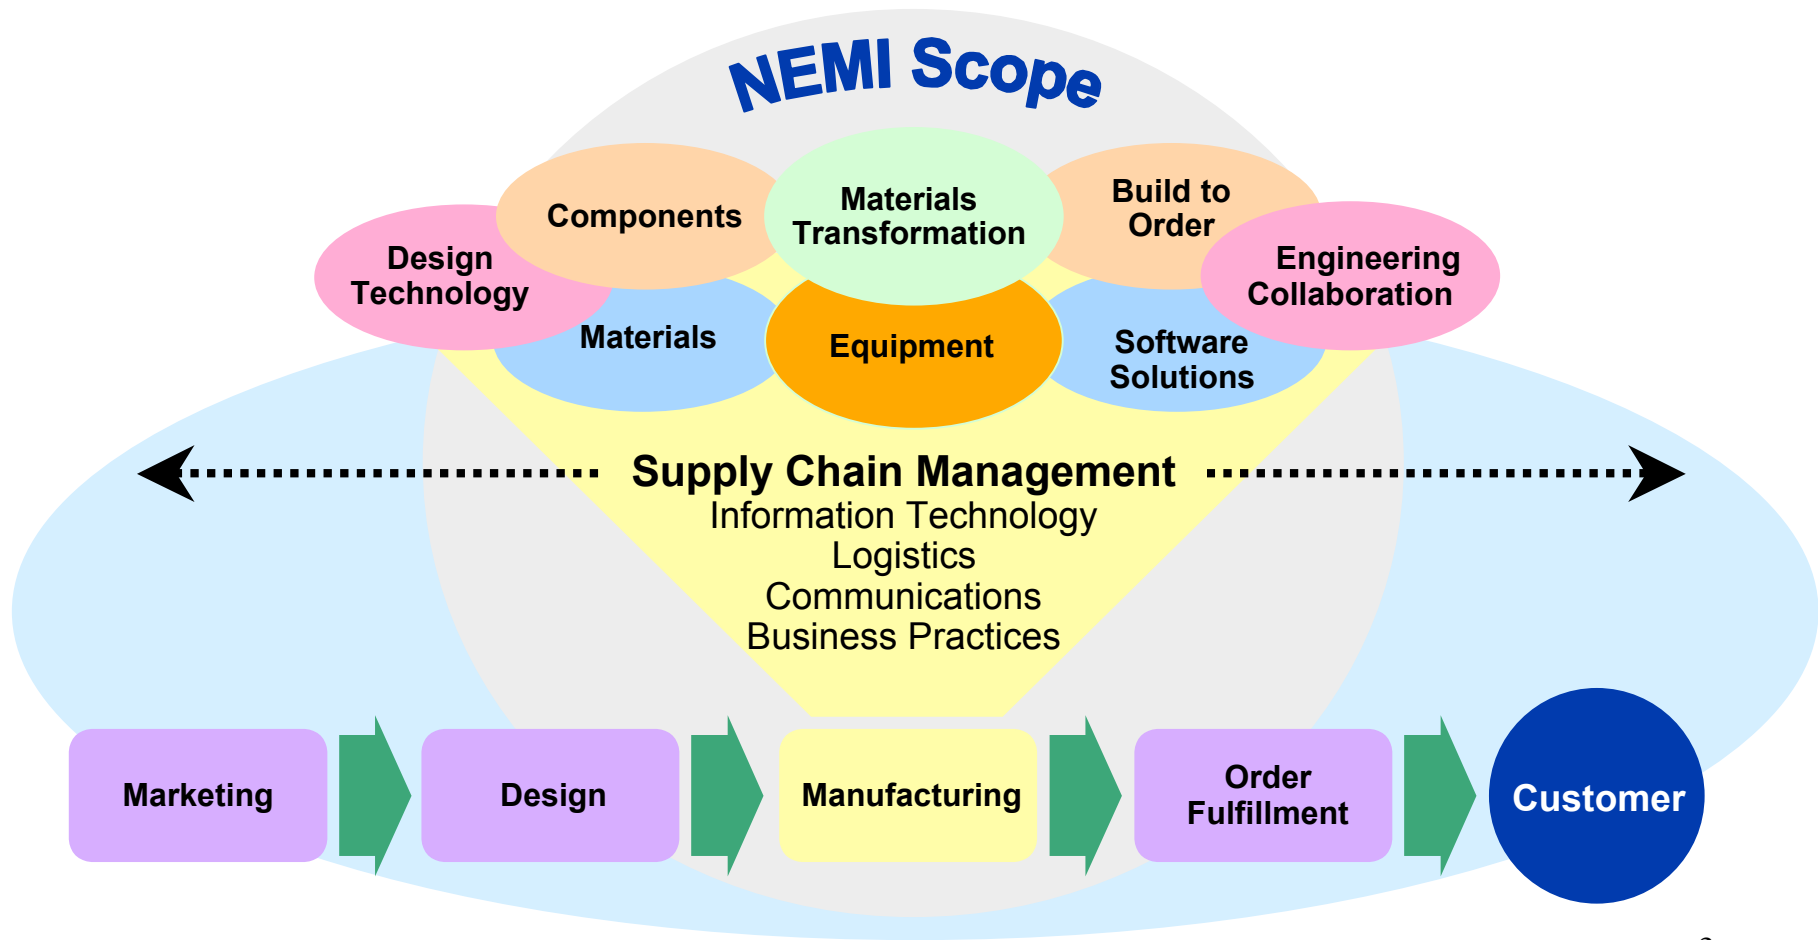 NEMI Scope
Components
Materials
Transformation
Build to
Order
Design
Technology
Engineering
Collaboration
Materials
Equipment
Software
Solutions
Supply Chain Management
Information Technology
Logistics
Communications
Business Practices
Marketing
Design
Manufacturing
Order
Fulfillment
Customer